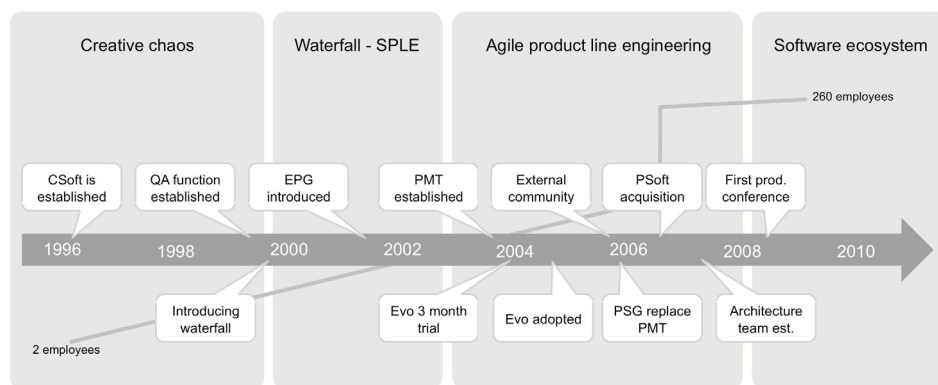 Creative chaos
Waterfall - SPLE
Agile product line engineering
Software ecosystem
260 employees
CSoft is
established
QA function
established
EPG
introduced
PMT
established
External
community
PSoft
acquisition
First prod.
conference
1996
1998
2000
2002
2004
2006
2008
2010
Introducing
waterfall
Evo 3 month
trial
Evo adopted
PSG replace
PMT
Architecture
team est.
2 employees